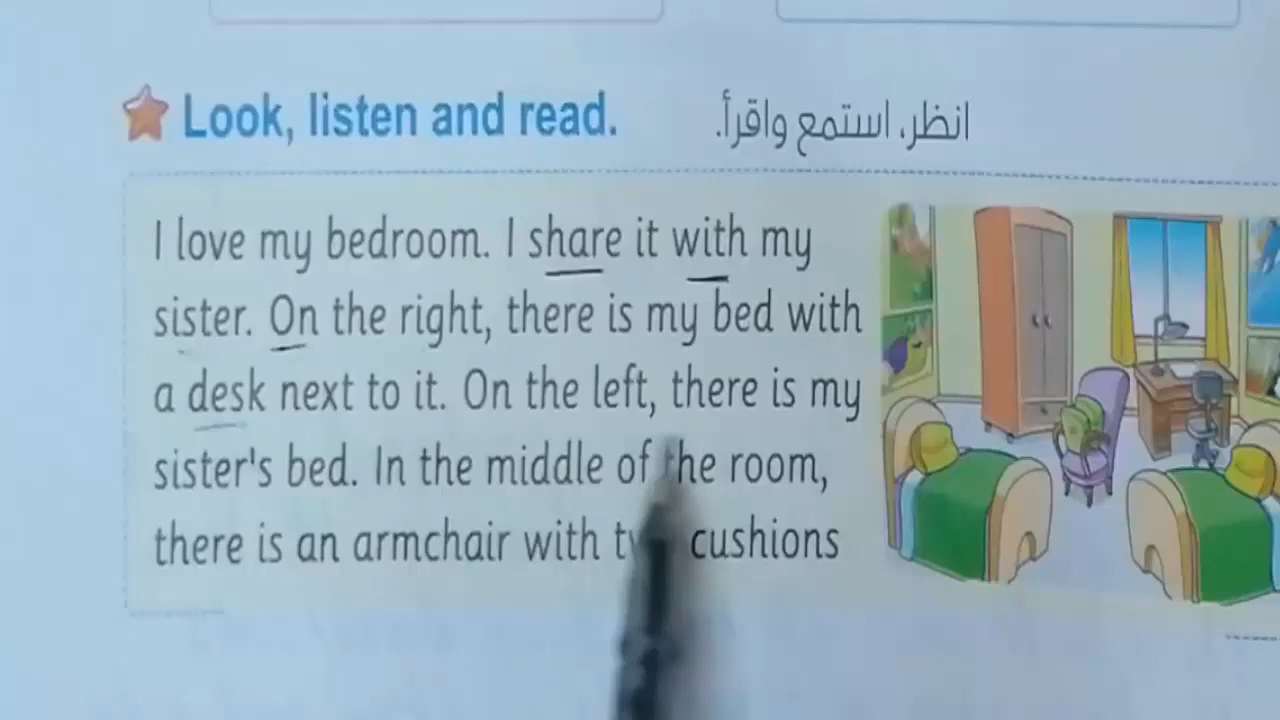 Look, listen and read.
انظر، استمع واقرأ.
I love my bedroom. I share it with my
sister. On the right, there is my bed with
a desk next to it. On the left, there is my
sister's bed. In the middle of the room,
there is an armchair with cushions